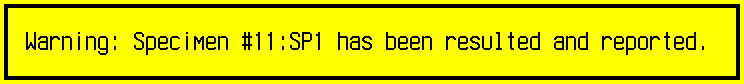 Warning: Specimen #11:SP1 has been resulted and reported.